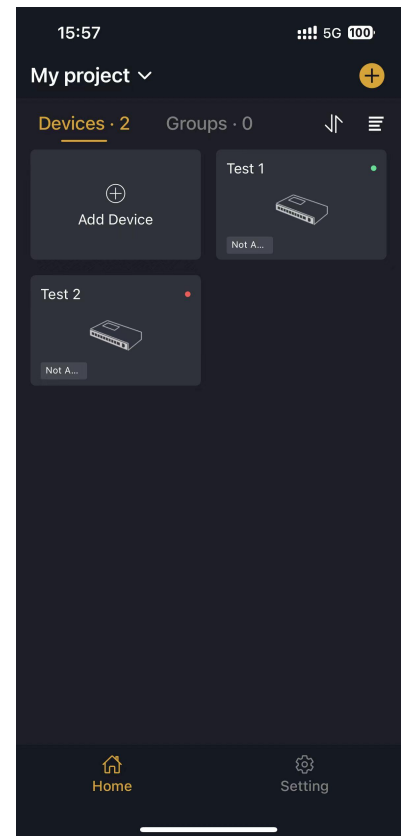 15:57 5G 100
My project
Devices · 2 Groups · 0
Add Device
Test 1
Not A...
Test 2
Not A...
Home Setting